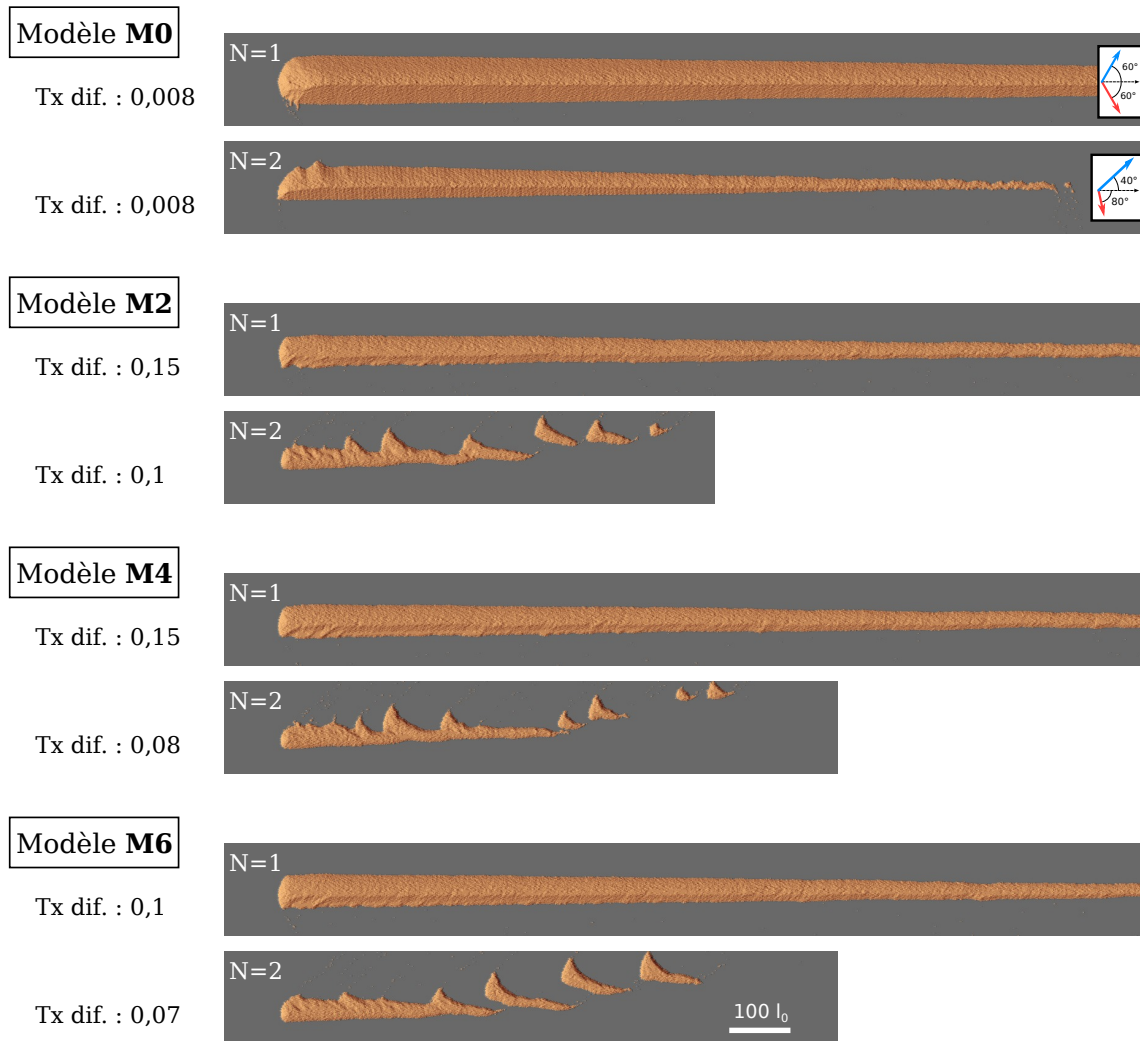 Modèle M0
N=1
Tx dif. : 0,008
60°
60°
N=2
Tx dif. : 0,008
40°
80°
Modèle M2
N=1
Tx dif. : 0,15
N=2
Tx dif. : 0,1
Modèle M4
N=1
Tx dif. : 0,15
N=2
Tx dif. : 0,08
Modèle M6
N=1
Tx dif. : 0,1
N=2
Tx dif. : 0,07
100 l₀